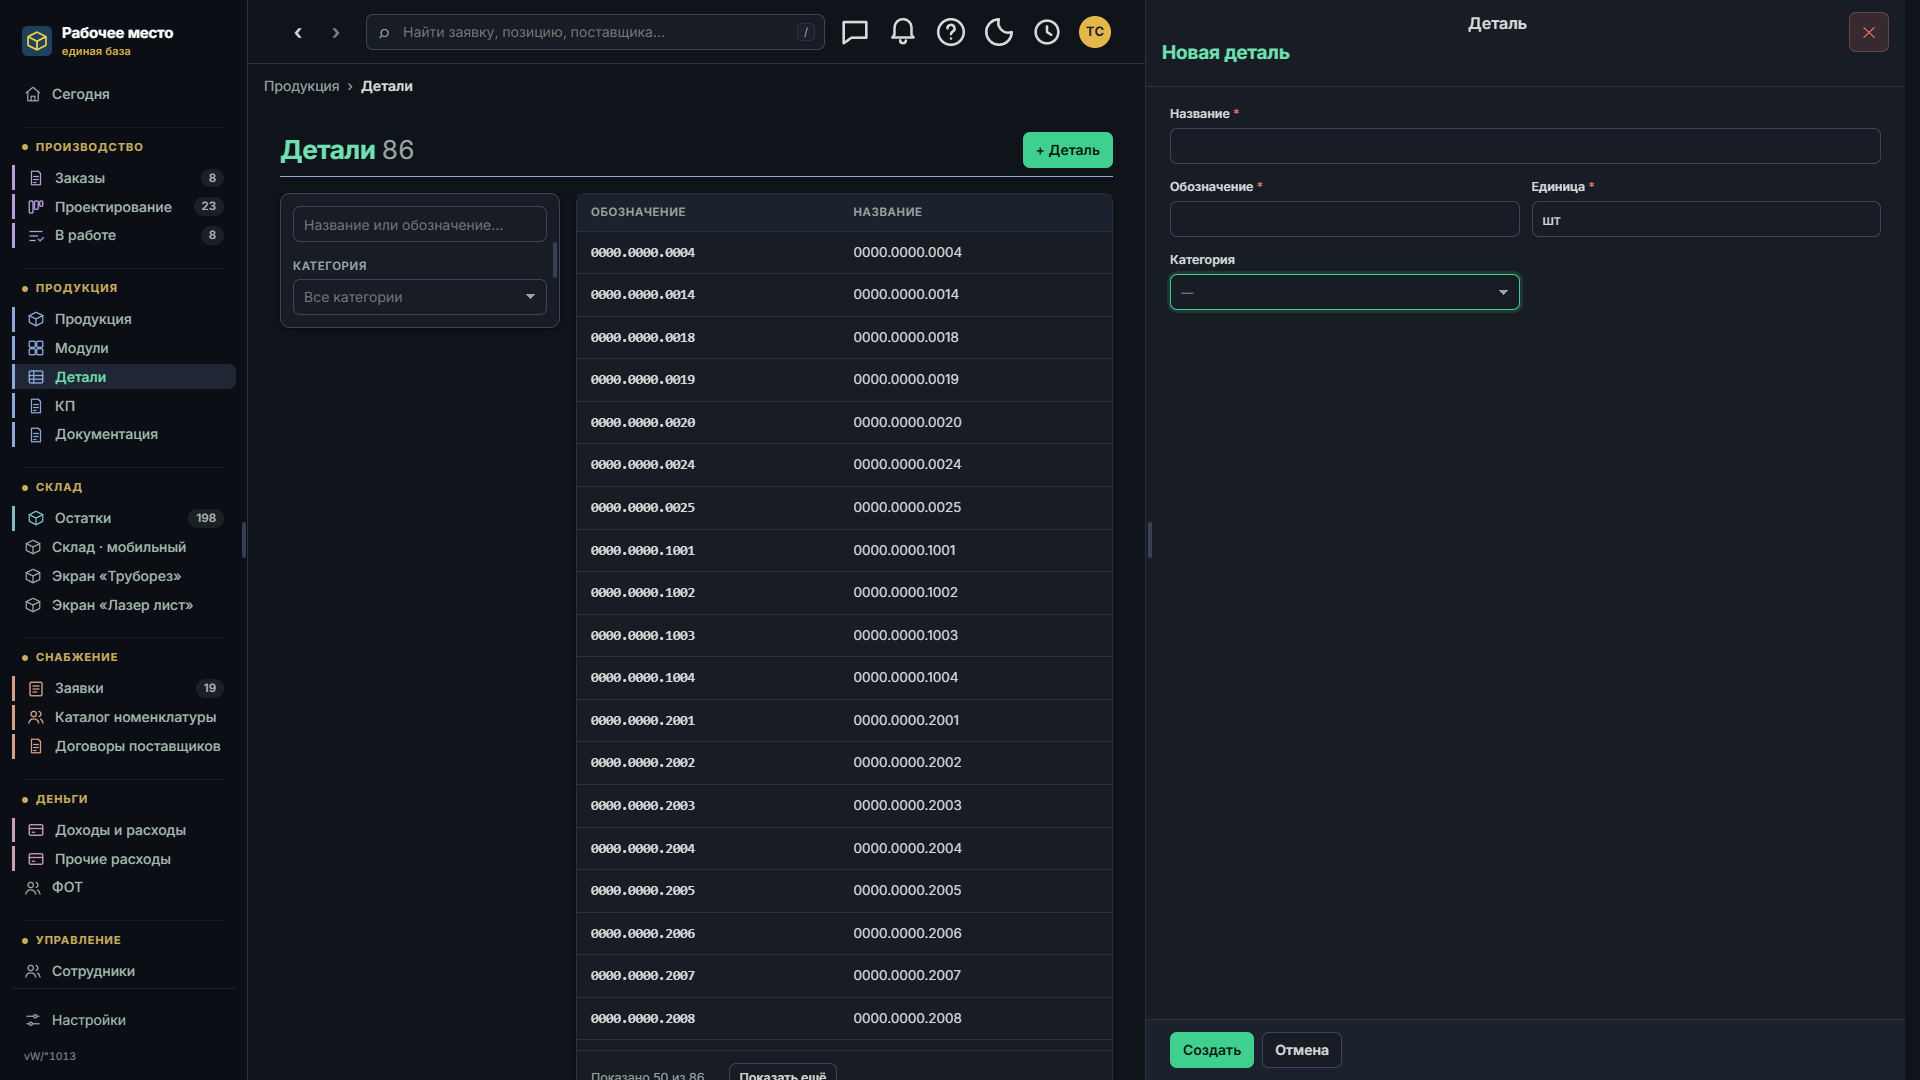 Рабочее место
единая база
Сегодня
ПРОИЗВОДСТВО
Заказы 8
Проектирование 23
В работе 8
ПРОДУКЦИЯ
Продукция
Модули
Детали
КП
Документация
СКЛАД
Остатки 198
Склад · мобильный
Экран «Труборез»
Экран «Лазер лист»
СНАБЖЕНИЕ
Заявки 19
Каталог номенклатуры
Договоры поставщиков
ДЕНЬГИ
Доходы и расходы
Прочие расходы
ФОТ
УПРАВЛЕНИЕ
Сотрудники
Настройки
vW/"1013
Найти заявку, позицию, поставщика... /
TC
Продукция › Детали
Детали 86
+ Деталь
Название или обозначение...
КАТЕГОРИЯ
Все категории
ОБОЗНАЧЕНИЕ НАЗВАНИЕ
0000.0000.0004 0000.0000.0004
0000.0000.0014 0000.0000.0014
0000.0000.0018 0000.0000.0018
0000.0000.0019 0000.0000.0019
0000.0000.0020 0000.0000.0020
0000.0000.0024 0000.0000.0024
0000.0000.0025 0000.0000.0025
0000.0000.1001 0000.0000.1001
0000.0000.1002 0000.0000.1002
0000.0000.1003 0000.0000.1003
0000.0000.1004 0000.0000.1004
0000.0000.2001 0000.0000.2001
0000.0000.2002 0000.0000.2002
0000.0000.2003 0000.0000.2003
0000.0000.2004 0000.0000.2004
0000.0000.2005 0000.0000.2005
0000.0000.2006 0000.0000.2006
0000.0000.2007 0000.0000.2007
0000.0000.2008 0000.0000.2008
Показано 50 из 86 Показать ещё
Деталь
Новая деталь
Название *
Обозначение * Единица *
шт
Категория
—
Создать Отмена